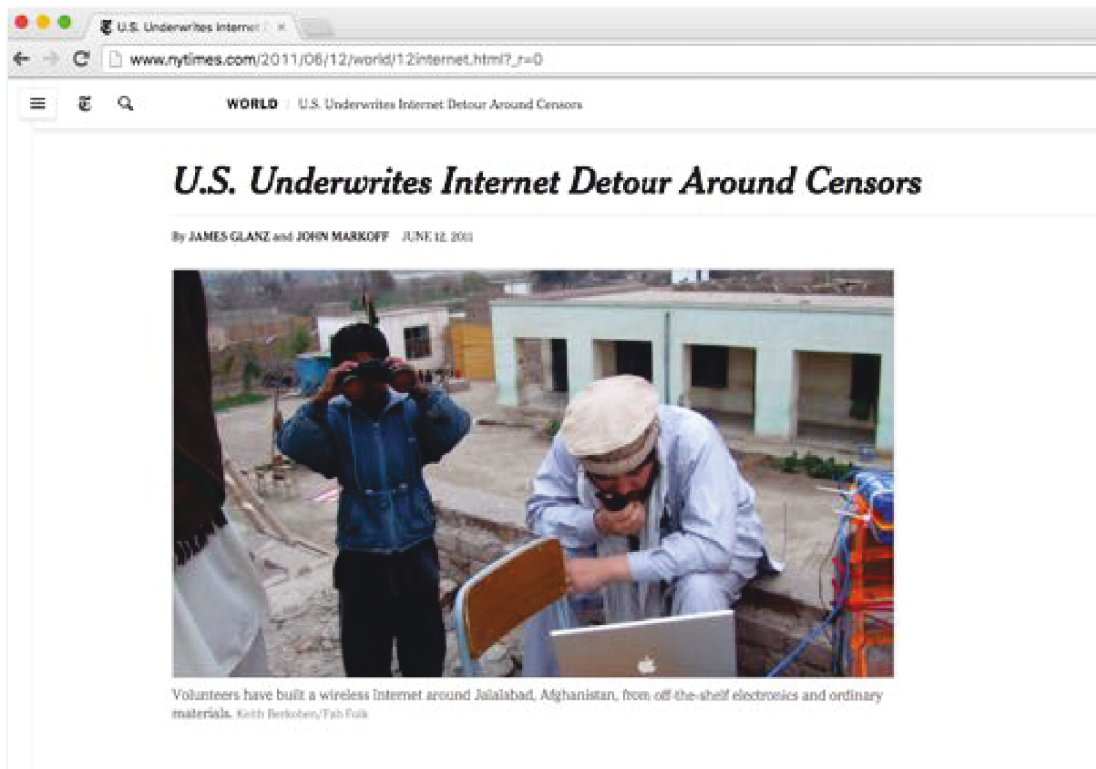 U.S. Underwrites Internet
www.nytimes.com/2011/06/12/world/12internet.html?_r=0
WORLD | U.S. Underwrites Internet Detour Around Censors
U.S. Underwrites Internet Detour Around Censors
By JAMES GLANZ and JOHN MARKOFF JUNE 12, 2011
Volunteers have built a wireless Internet around Jalalabad, Afghanistan, from off-the-shelf electronics and ordinary
materials. Keith Berkoben/Fab Folk